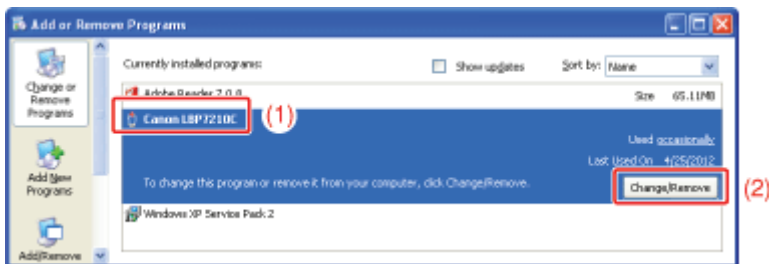 Add or Remove Programs
Change or
Remove
Programs
Add New
Programs
Add/Remove
Currently installed programs:
Show updates
Sort by: Name
Adobe Reader 7.0.8
Size 65.11MB
Canon LBP7210C
(1)
Used occasionally
Last Used On 4/25/2012
To change this program or remove it from your computer, click Change/Remove.
Change/Remove
(2)
Windows XP Service Pack 2